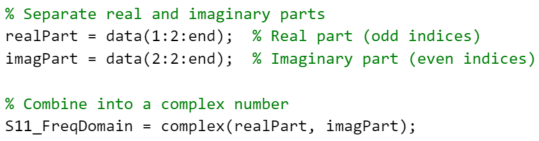 % Separate real and imaginary parts
realPart = data(1:2:end);  % Real part (odd indices)
imagPart = data(2:2:end);  % Imaginary part (even indices)
% Combine into a complex number
S11_FreqDomain = complex(realPart, imagPart);